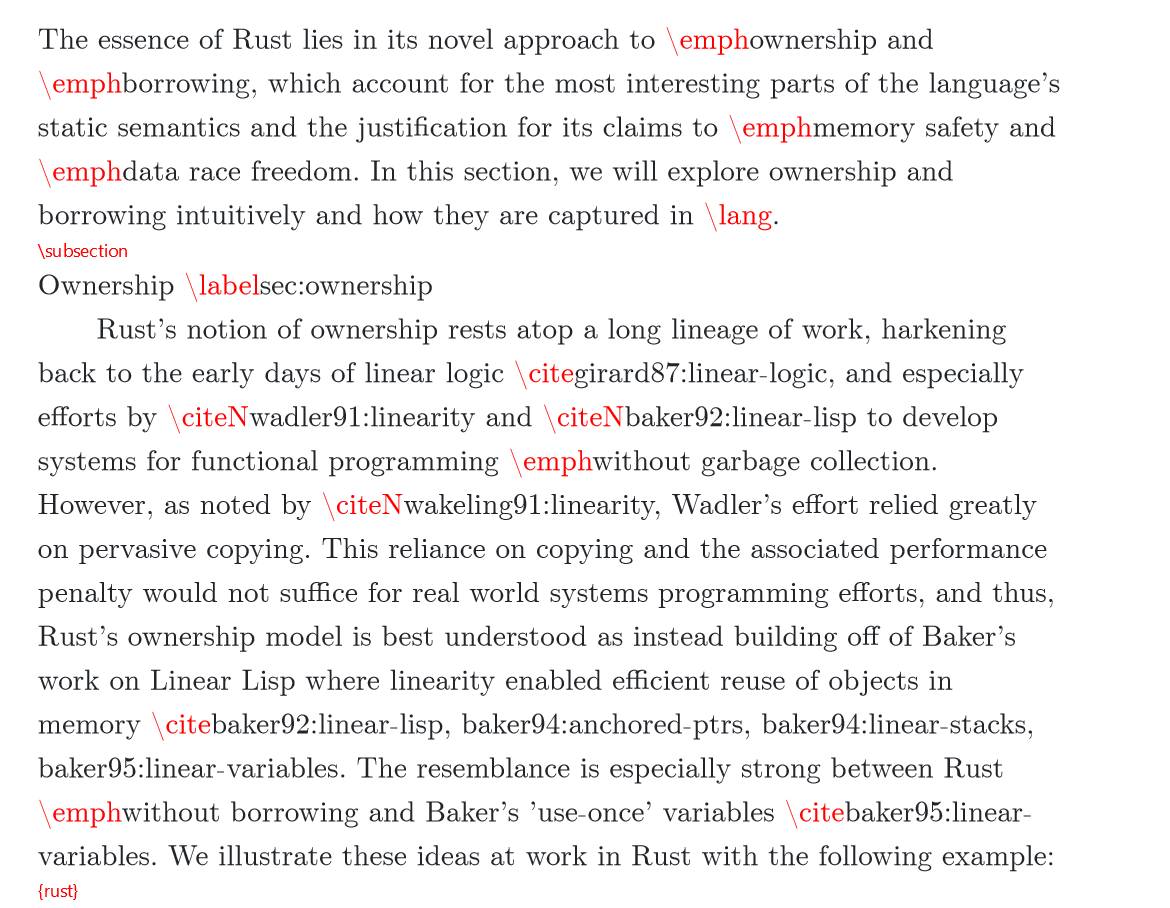 The essence of Rust lies in its novel approach to \emphownership and
\emphborrowing, which account for the most interesting parts of the language's
static semantics and the justification for its claims to \emphmemory safety and
\emphdata race freedom. In this section, we will explore ownership and
borrowing intuitively and how they are captured in \lang.
\subsection
Ownership \labelsec:ownership
Rust's notion of ownership rests atop a long lineage of work, harkening
back to the early days of linear logic \citegirard87:linear-logic, and especially
efforts by \citeNwadler91:linearity and \citeNbaker92:linear-lisp to develop
systems for functional programming \emphwithout garbage collection.
However, as noted by \citeNwakeling91:linearity, Wadler's effort relied greatly
on pervasive copying. This reliance on copying and the associated performance
penalty would not suffice for real world systems programming efforts, and thus,
Rust's ownership model is best understood as instead building off of Baker's
work on Linear Lisp where linearity enabled efficient reuse of objects in
memory \citebaker92:linear-lisp, baker94:anchored-ptrs, baker94:linear-stacks,
baker95:linear-variables. The resemblance is especially strong between Rust
\emphwithout borrowing and Baker's 'use-once' variables \citebaker95:linear-
variables. We illustrate these ideas at work in Rust with the following example:
{rust}